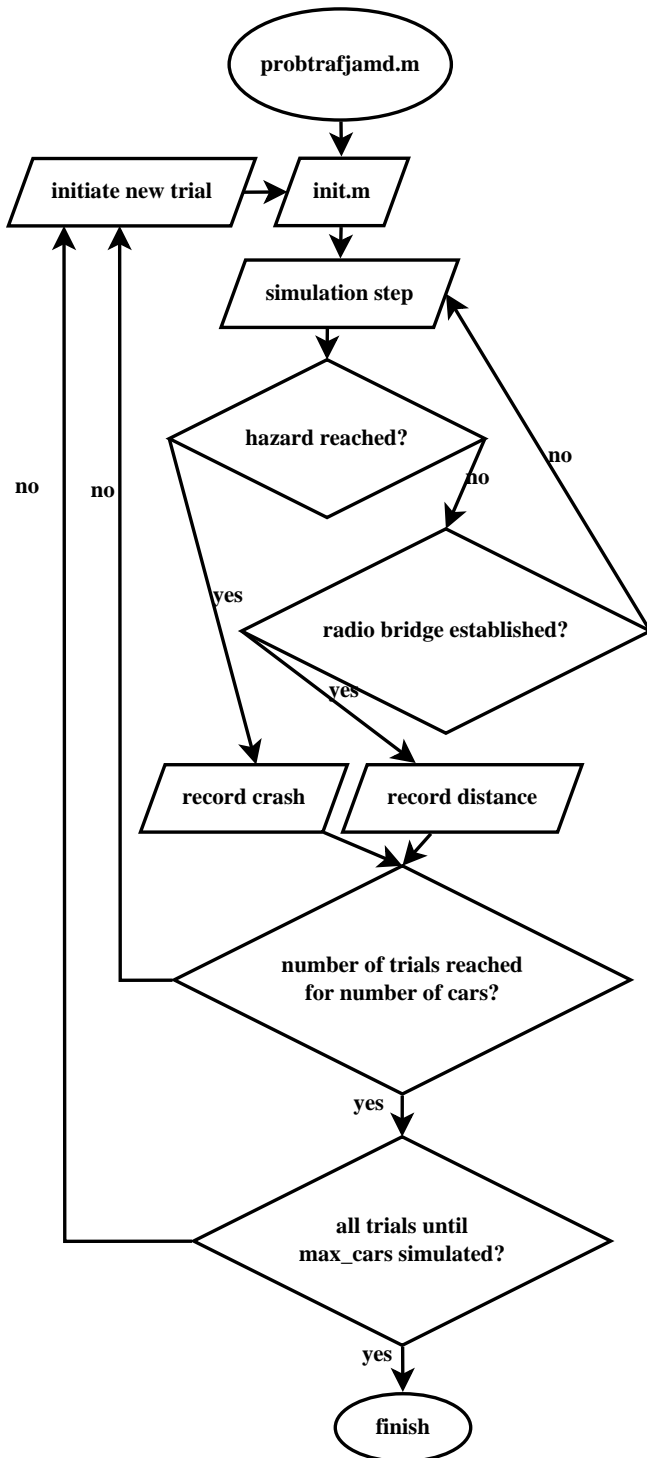 probtrafjamd.m
initiate new trial
init.m
simulation step
hazard reached?
no
no
no
no
yes
radio bridge established?
yes
record crash
record distance
number of trials reached
for number of cars?
yes
all trials until
max_cars simulated?
yes
finish